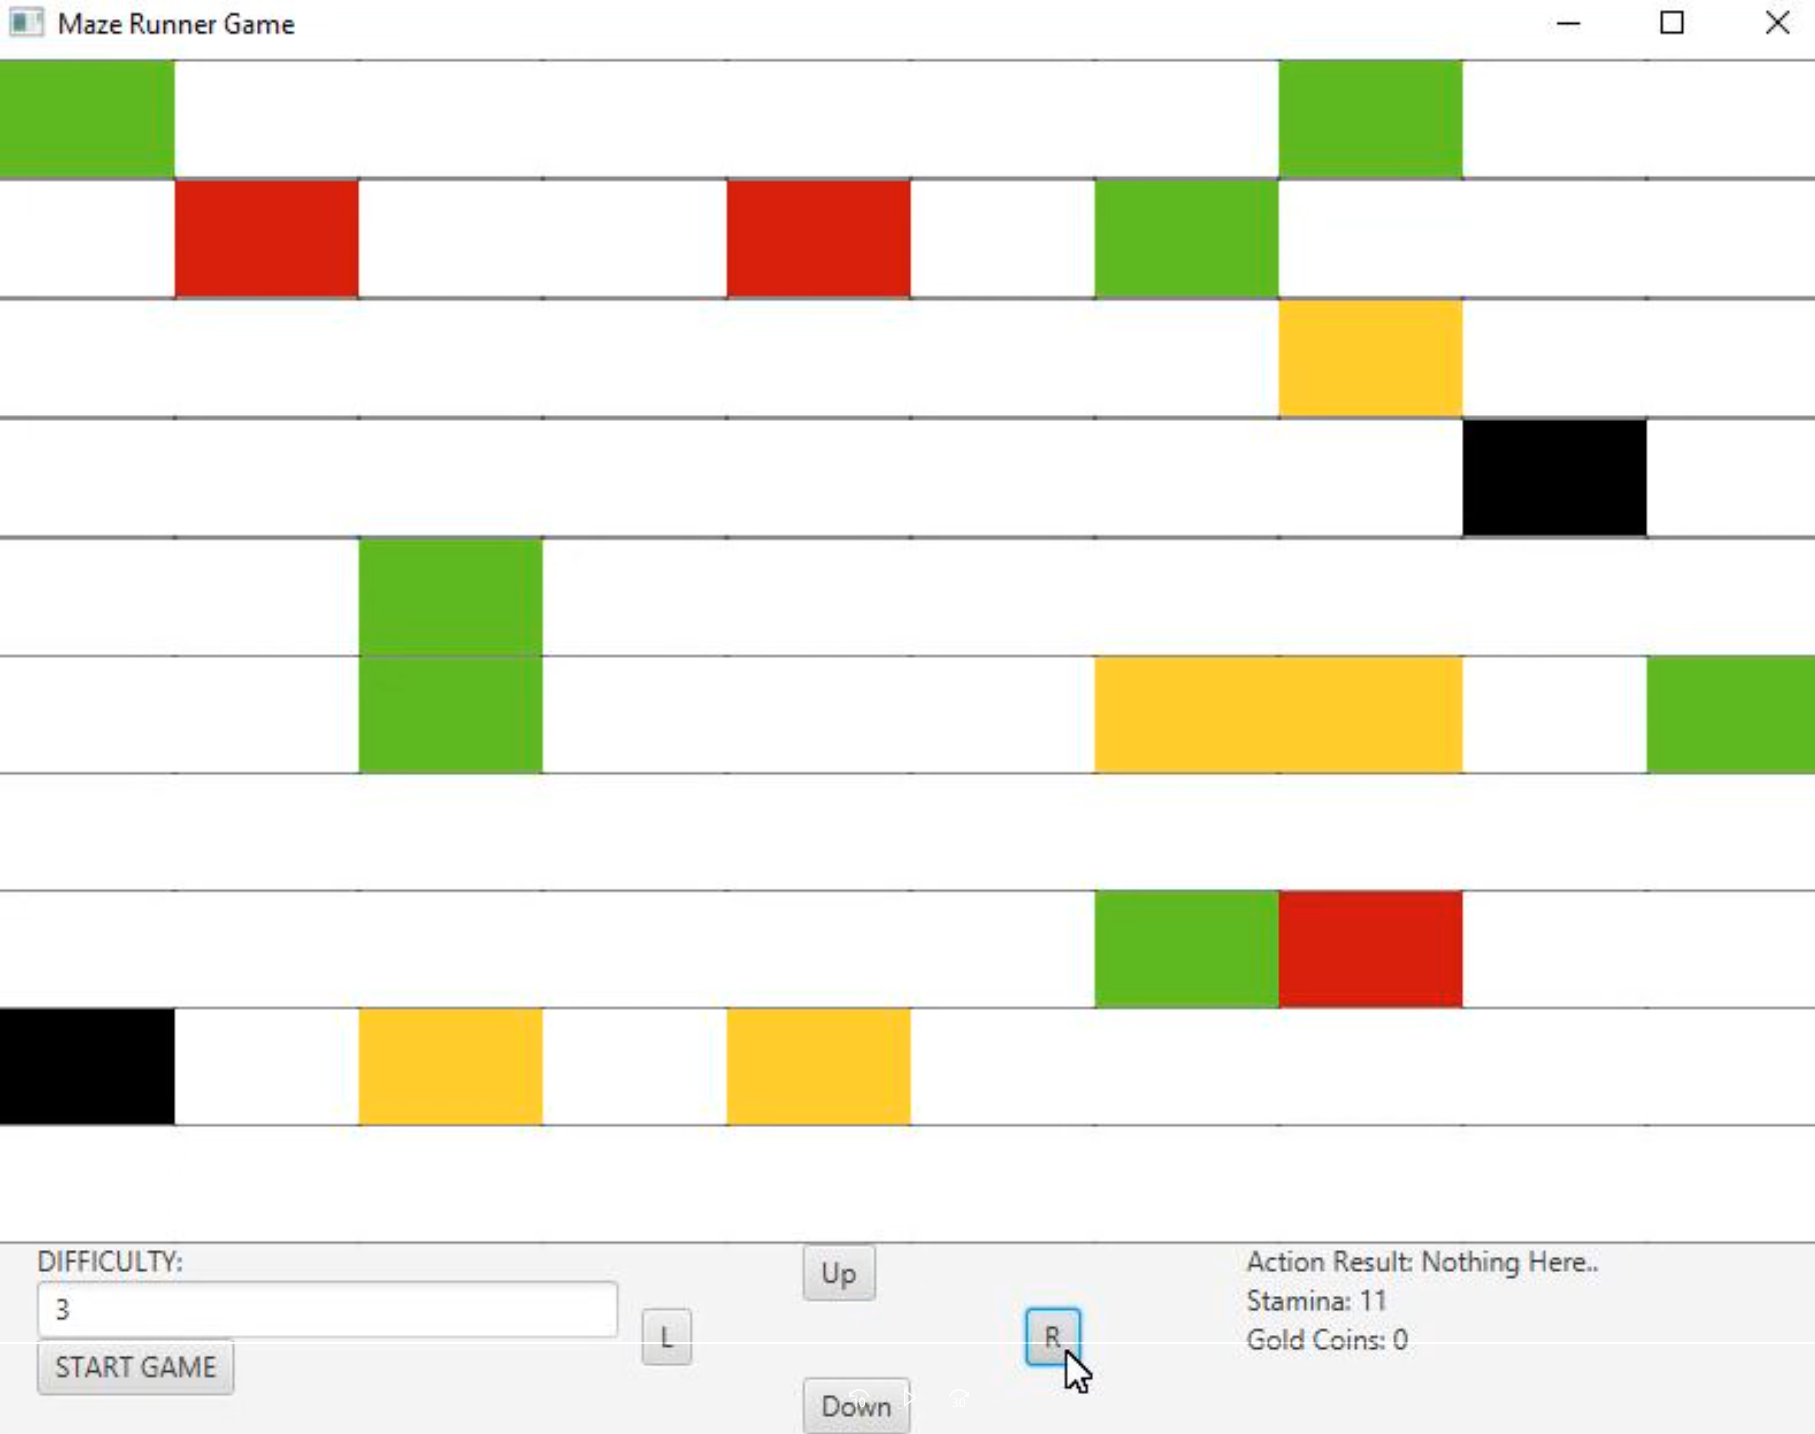 Maze Runner Game
DIFFICULTY:
3
START GAME
L
Up
R
Down
Action Result: Nothing Here..
Stamina: 11
Gold Coins: 0